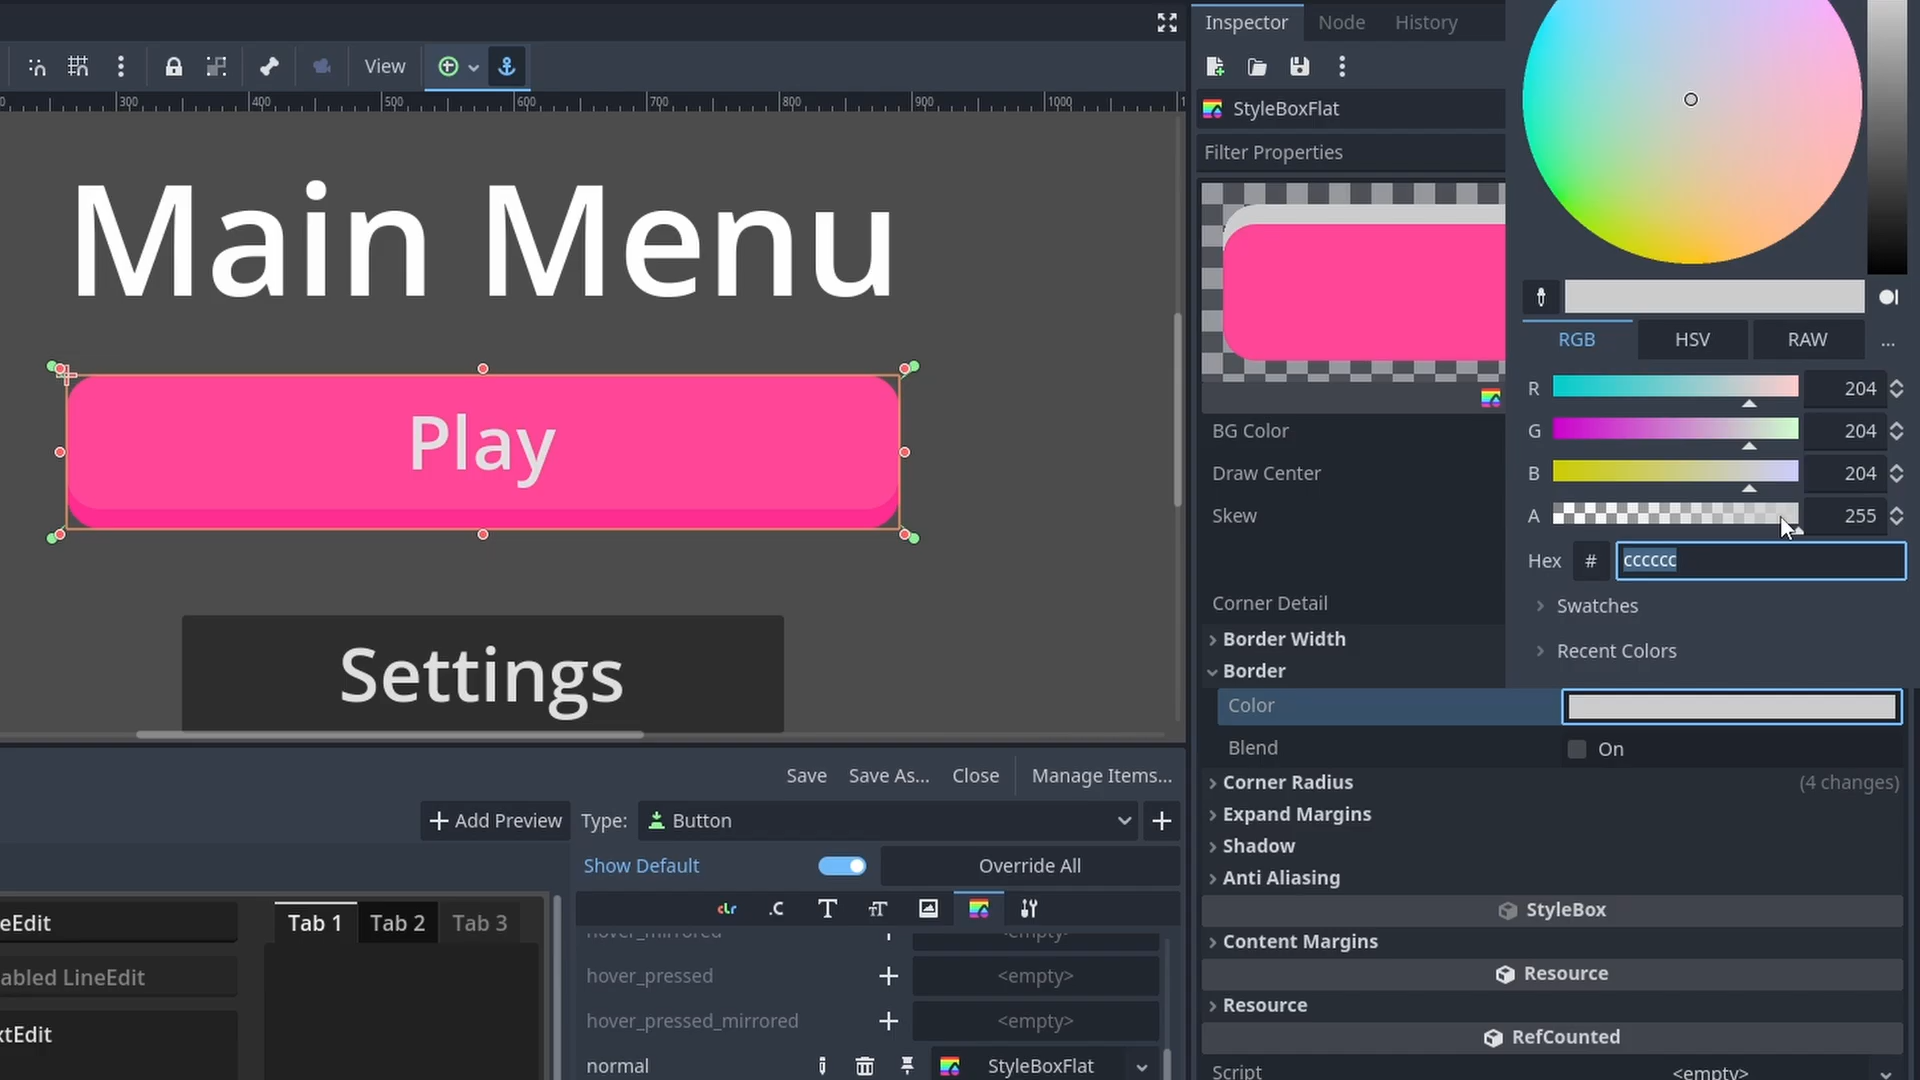 Inspector
Node
History
View
300
400
500
600
700
800
900
1000
StyleBoxFlat
Filter Properties
Main Menu
Play
Settings
RGB
HSV
RAW
...
R
204
G
204
B
204
A
255
Hex
#
cccccc
Swatches
Recent Colors
BG Color
Draw Center
Skew
Corner Detail
Border Width
Border
Color
Blend
On
Corner Radius
(4 changes)
Expand Margins
Shadow
Anti Aliasing
StyleBox
Content Margins
Resource
Resource
RefCounted
Script
<empty>
Save
Save As...
Close
Manage Items...
Add Preview
Type:
Button
Show Default
Override All
eEdit
abled LineEdit
xtEdit
Tab 1
Tab 2
Tab 3
hover_mirrored
<empty>
hover_pressed
<empty>
hover_pressed_mirrored
<empty>
normal
StyleBoxFlat